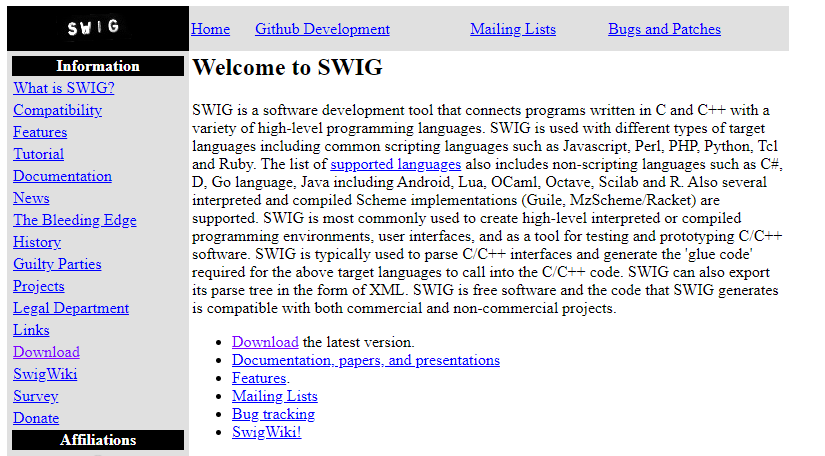 SWIG
Home Github Development Mailing Lists Bugs and Patches
Information
What is SWIG?
Compatibility
Features
Tutorial
Documentation
News
The Bleeding Edge
History
Guilty Parties
Projects
Legal Department
Links
Download
SwigWiki
Survey
Donate
Affiliations
Welcome to SWIG
SWIG is a software development tool that connects programs written in C and C++ with a
variety of high-level programming languages. SWIG is used with different types of target
languages including common scripting languages such as Javascript, Perl, PHP, Python, Tcl
and Ruby. The list of supported languages also includes non-scripting languages such as C#,
D, Go language, Java including Android, Lua, OCaml, Octave, Scilab and R. Also several
interpreted and compiled Scheme implementations (Guile, MzScheme/Racket) are
supported. SWIG is most commonly used to create high-level interpreted or compiled
programming environments, user interfaces, and as a tool for testing and prototyping C/C++
software. SWIG is typically used to parse C/C++ interfaces and generate the 'glue code'
required for the above target languages to call into the C/C++ code. SWIG can also export
its parse tree in the form of XML. SWIG is free software and the code that SWIG generates
is compatible with both commercial and non-commercial projects.
• Download the latest version.
• Documentation, papers, and presentations
• Features.
• Mailing Lists
• Bug tracking
• SwigWiki!